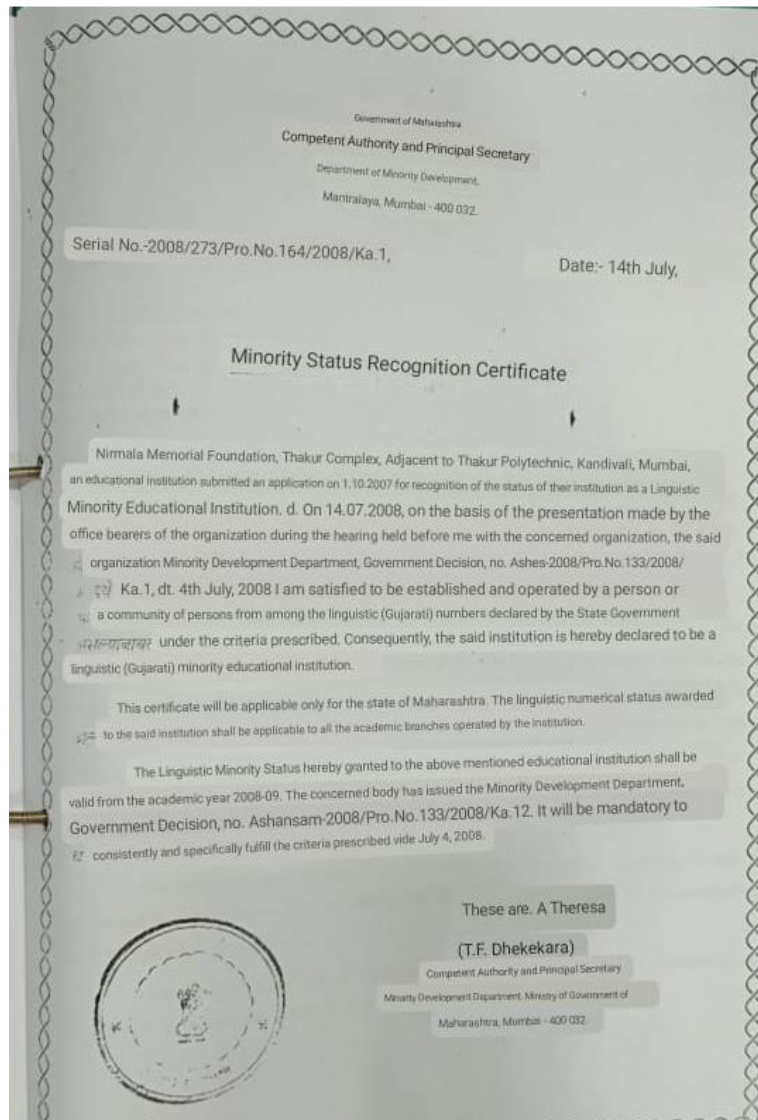 Government of Maharashtra
Competent Authority and Principal Secretary
Department of Minority Development,
Mantralaya, Mumbai - 400 032.
Serial No.-2008/273/Pro.No.164/2008/Ka.1,
Date:- 14th July,
Minority Status Recognition Certificate
Nirmala Memorial Foundation, Thakur Complex, Adjacent to Thakur Polytechnic, Kandivali, Mumbai,
an educational institution submitted an application on 1.10.2007 for recognition of the status of their institution as a Linguistic
Minority Educational Institution. d. On 14.07.2008, on the basis of the presentation made by the
office bearers of the organization during the hearing held before me with the concerned organization, the said
organization Minority Development Department, Government Decision, no. Ashes-2008/Pro.No.133/2008/
Ka.1, dt. 4th July, 2008 I am satisfied to be established and operated by a person or
a community of persons from among the linguistic (Gujarati) numbers declared by the State Government
under the criteria prescribed. Consequently, the said institution is hereby declared to be a
linguistic (Gujarati) minority educational institution.
This certificate will be applicable only for the state of Maharashtra. The linguistic numerical status awarded
to the said institution shall be applicable to all the academic branches operated by the institution.
The Linguistic Minority Status hereby granted to the above mentioned educational institution shall be
valid from the academic year 2008-09. The concerned body has issued the Minority Development Department,
Government Decision, no. Ashansam-2008/Pro.No.133/2008/Ka.12. It will be mandatory to
consistently and specifically fulfill the criteria prescribed vide July 4, 2008.
These are. A Theresa
(T.F. Dhekekara)
Competent Authority and Principal Secretary
Minority Development Department, Ministry of Government of
Maharashtra, Mumbai - 400 032.